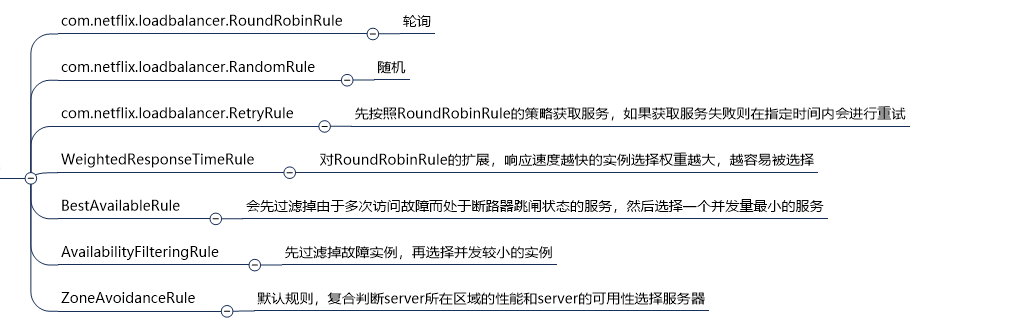 com.netflix.loadbalancer.RoundRobinRule 轮询
com.netflix.loadbalancer.RandomRule 随机
com.netflix.loadbalancer.RetryRule 先按照RoundRobinRule的策略获取服务，如果获取服务失败则在指定时间内会进行重试
WeightedResponseTimeRule 对RoundRobinRule的扩展，响应速度越快的实例选择权重越大，越容易被选择
BestAvailableRule 会先过滤掉由于多次访问故障而处于断路器跳闸状态的服务，然后选择一个并发量最小的服务
AvailabilityFilteringRule 先过滤掉故障实例，再选择并发较小的实例
ZoneAvoidanceRule 默认规则，复合判断server所在区域的性能和server的可用性选择服务器